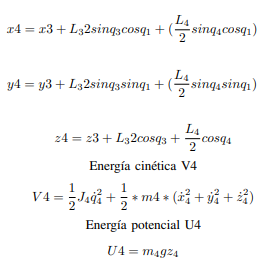 x4 = x3 + L₃2sinq₃cosq₁ + (L₄/2 sinq₄cosq₁)
y4 = y3 + L₃2sinq₃sinq₁ + (L₄/2 sinq₄sinq₁)
z4 = z3 + L₃2cosq₃ + L₄/2 cosq₄
Energía cinética V4
V4 = 1/2 J₄q̇₄² + 1/2 * m4 * (ẋ₄² + ẏ₄² + ż₄²)
Energía potencial U4
U4 = m₄gz₄